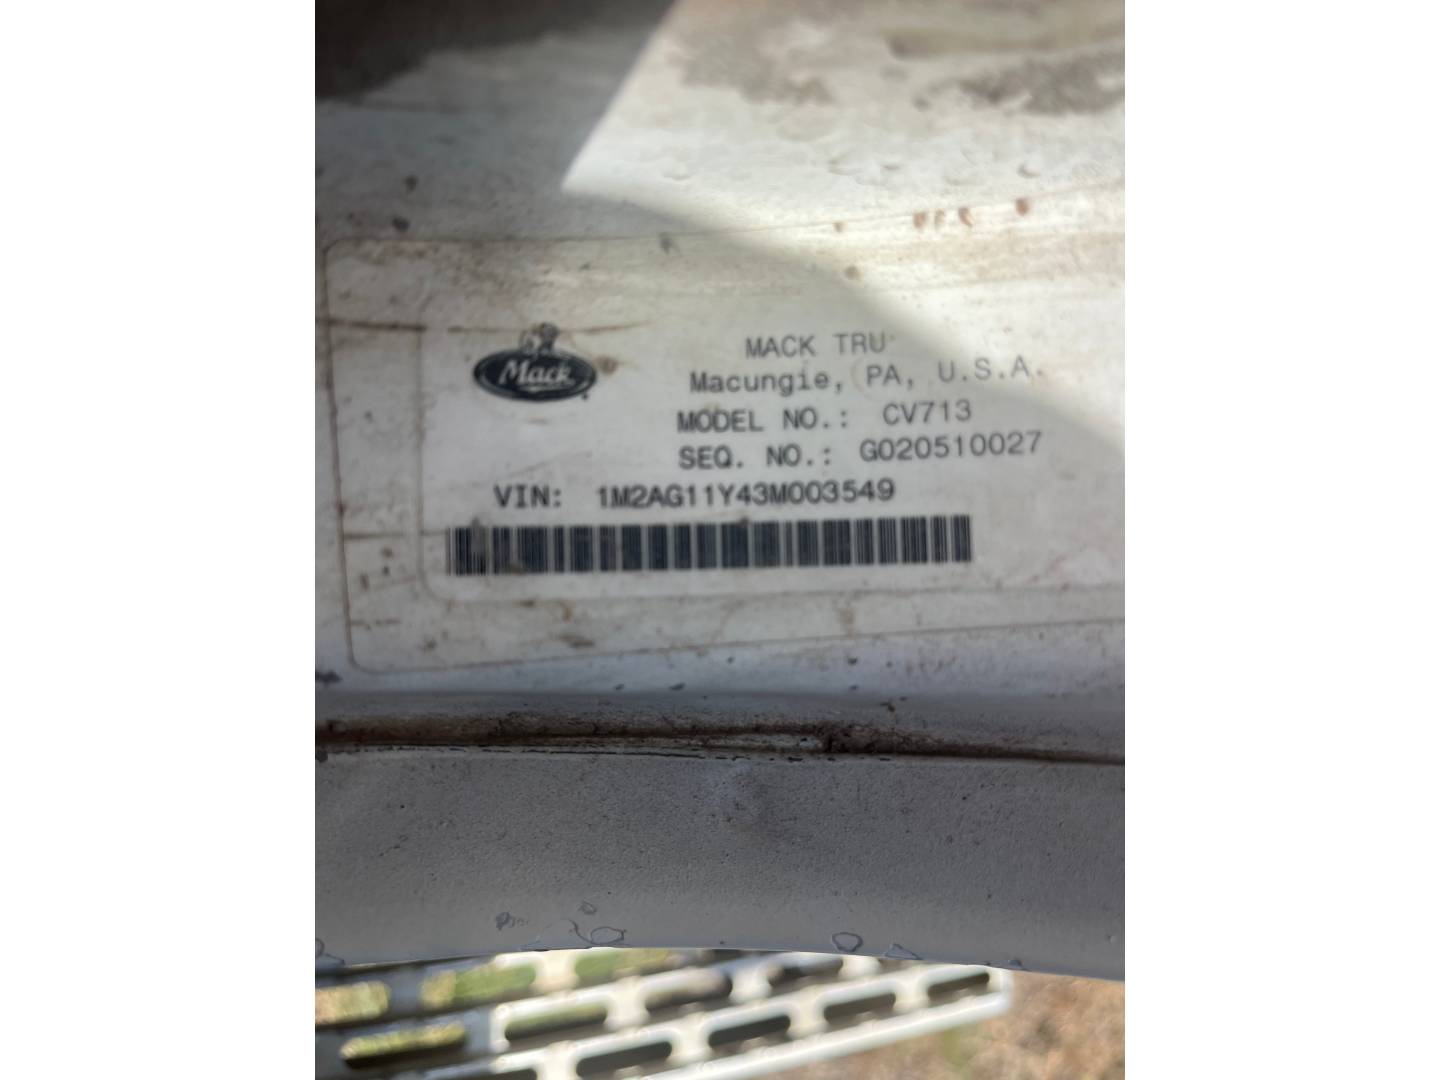 Mack
MACK TRU
Macungie, PA, U.S.A.
MODEL NO.: CV713
SEQ. NO.: G020510027
VIN: 1M2AG11Y43M003549